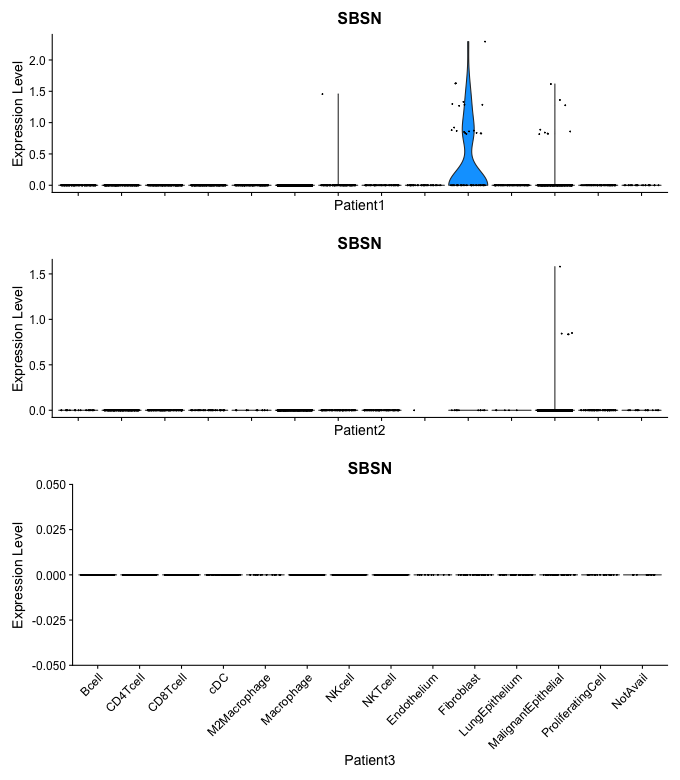 SBSN
Expression Level
2.0
1.5
1.0
0.5
0.0
Patient1
SBSN
Expression Level
1.5
1.0
0.5
0.0
Patient2
SBSN
Expression Level
0.050
0.025
0.000
-0.025
-0.050
Bcell
CD4Tcell
CD8Tcell
cDC
M2Macrophage
Macrophage
NKcell
NKTcell
Endothelium
Fibroblast
LungEpithelium
MalignantEpithelial
ProliferatingCell
NotAvail
Patient3